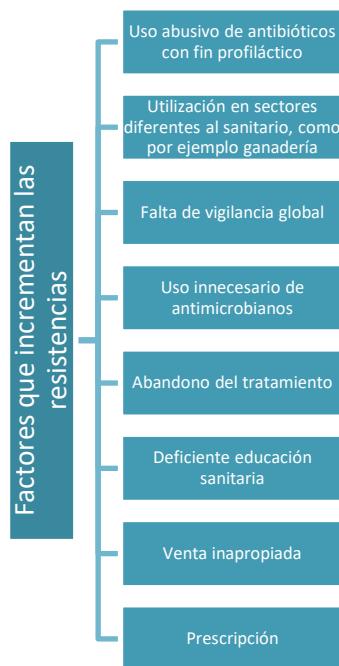 Factores que incrementan las
resistencias
Uso abusivo de antibióticos
con fin profiláctico
Utilización en sectores
diferentes al sanitario, como
por ejemplo ganadería
Falta de vigilancia global
Uso innecesario de
antimicrobianos
Abandono del tratamiento
Deficiente educación
sanitaria
Venta inapropiada
Prescripción